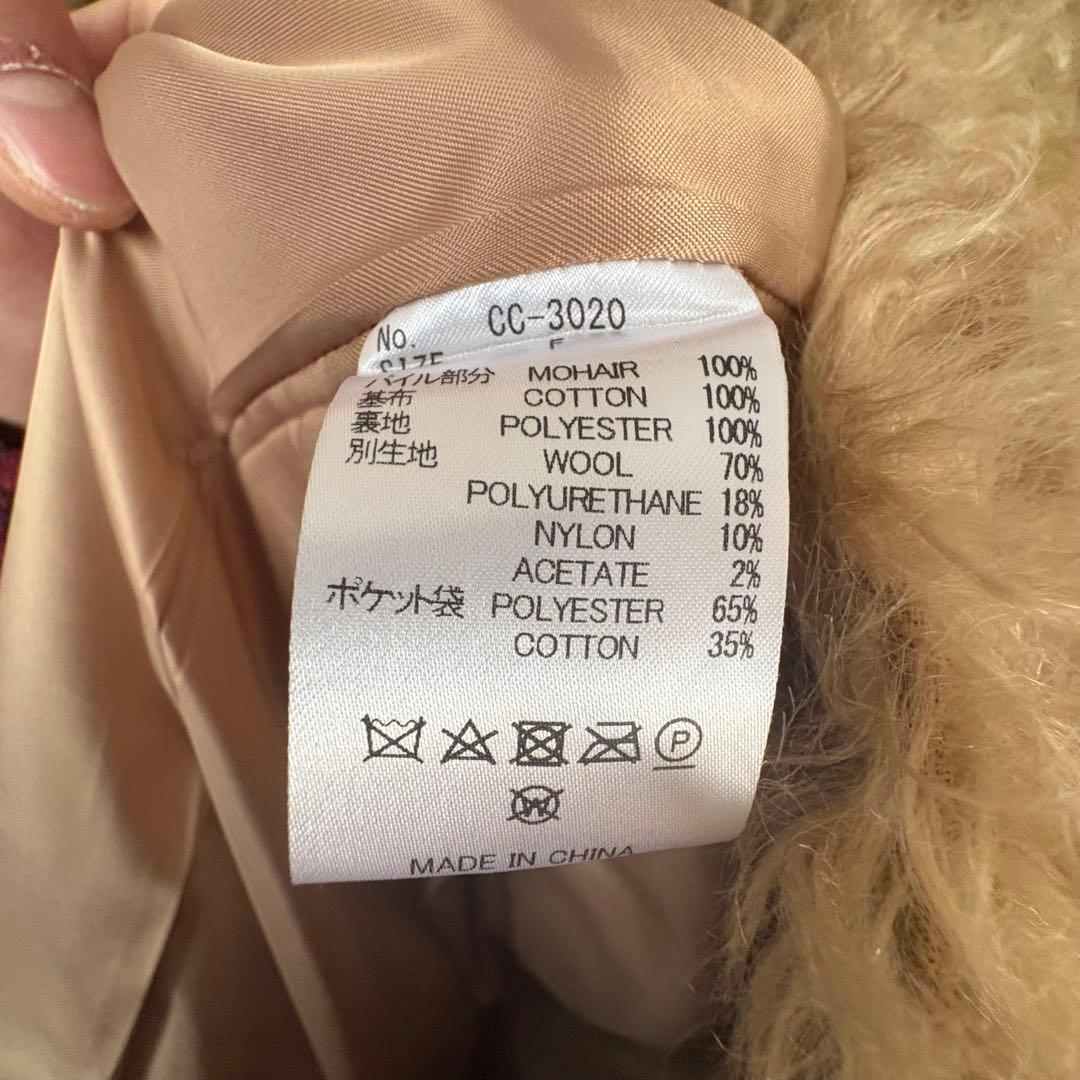 No. CC-3020
SIZE F
パイル部分 MOHAIR 100%
基布 COTTON 100%
裏地 POLYESTER 100%
別生地 WOOL 70%
POLYURETHANE 18%
NYLON 10%
ACETATE 2%
ポケット袋 POLYESTER 65%
COTTON 35%
P
W
MADE IN CHINA